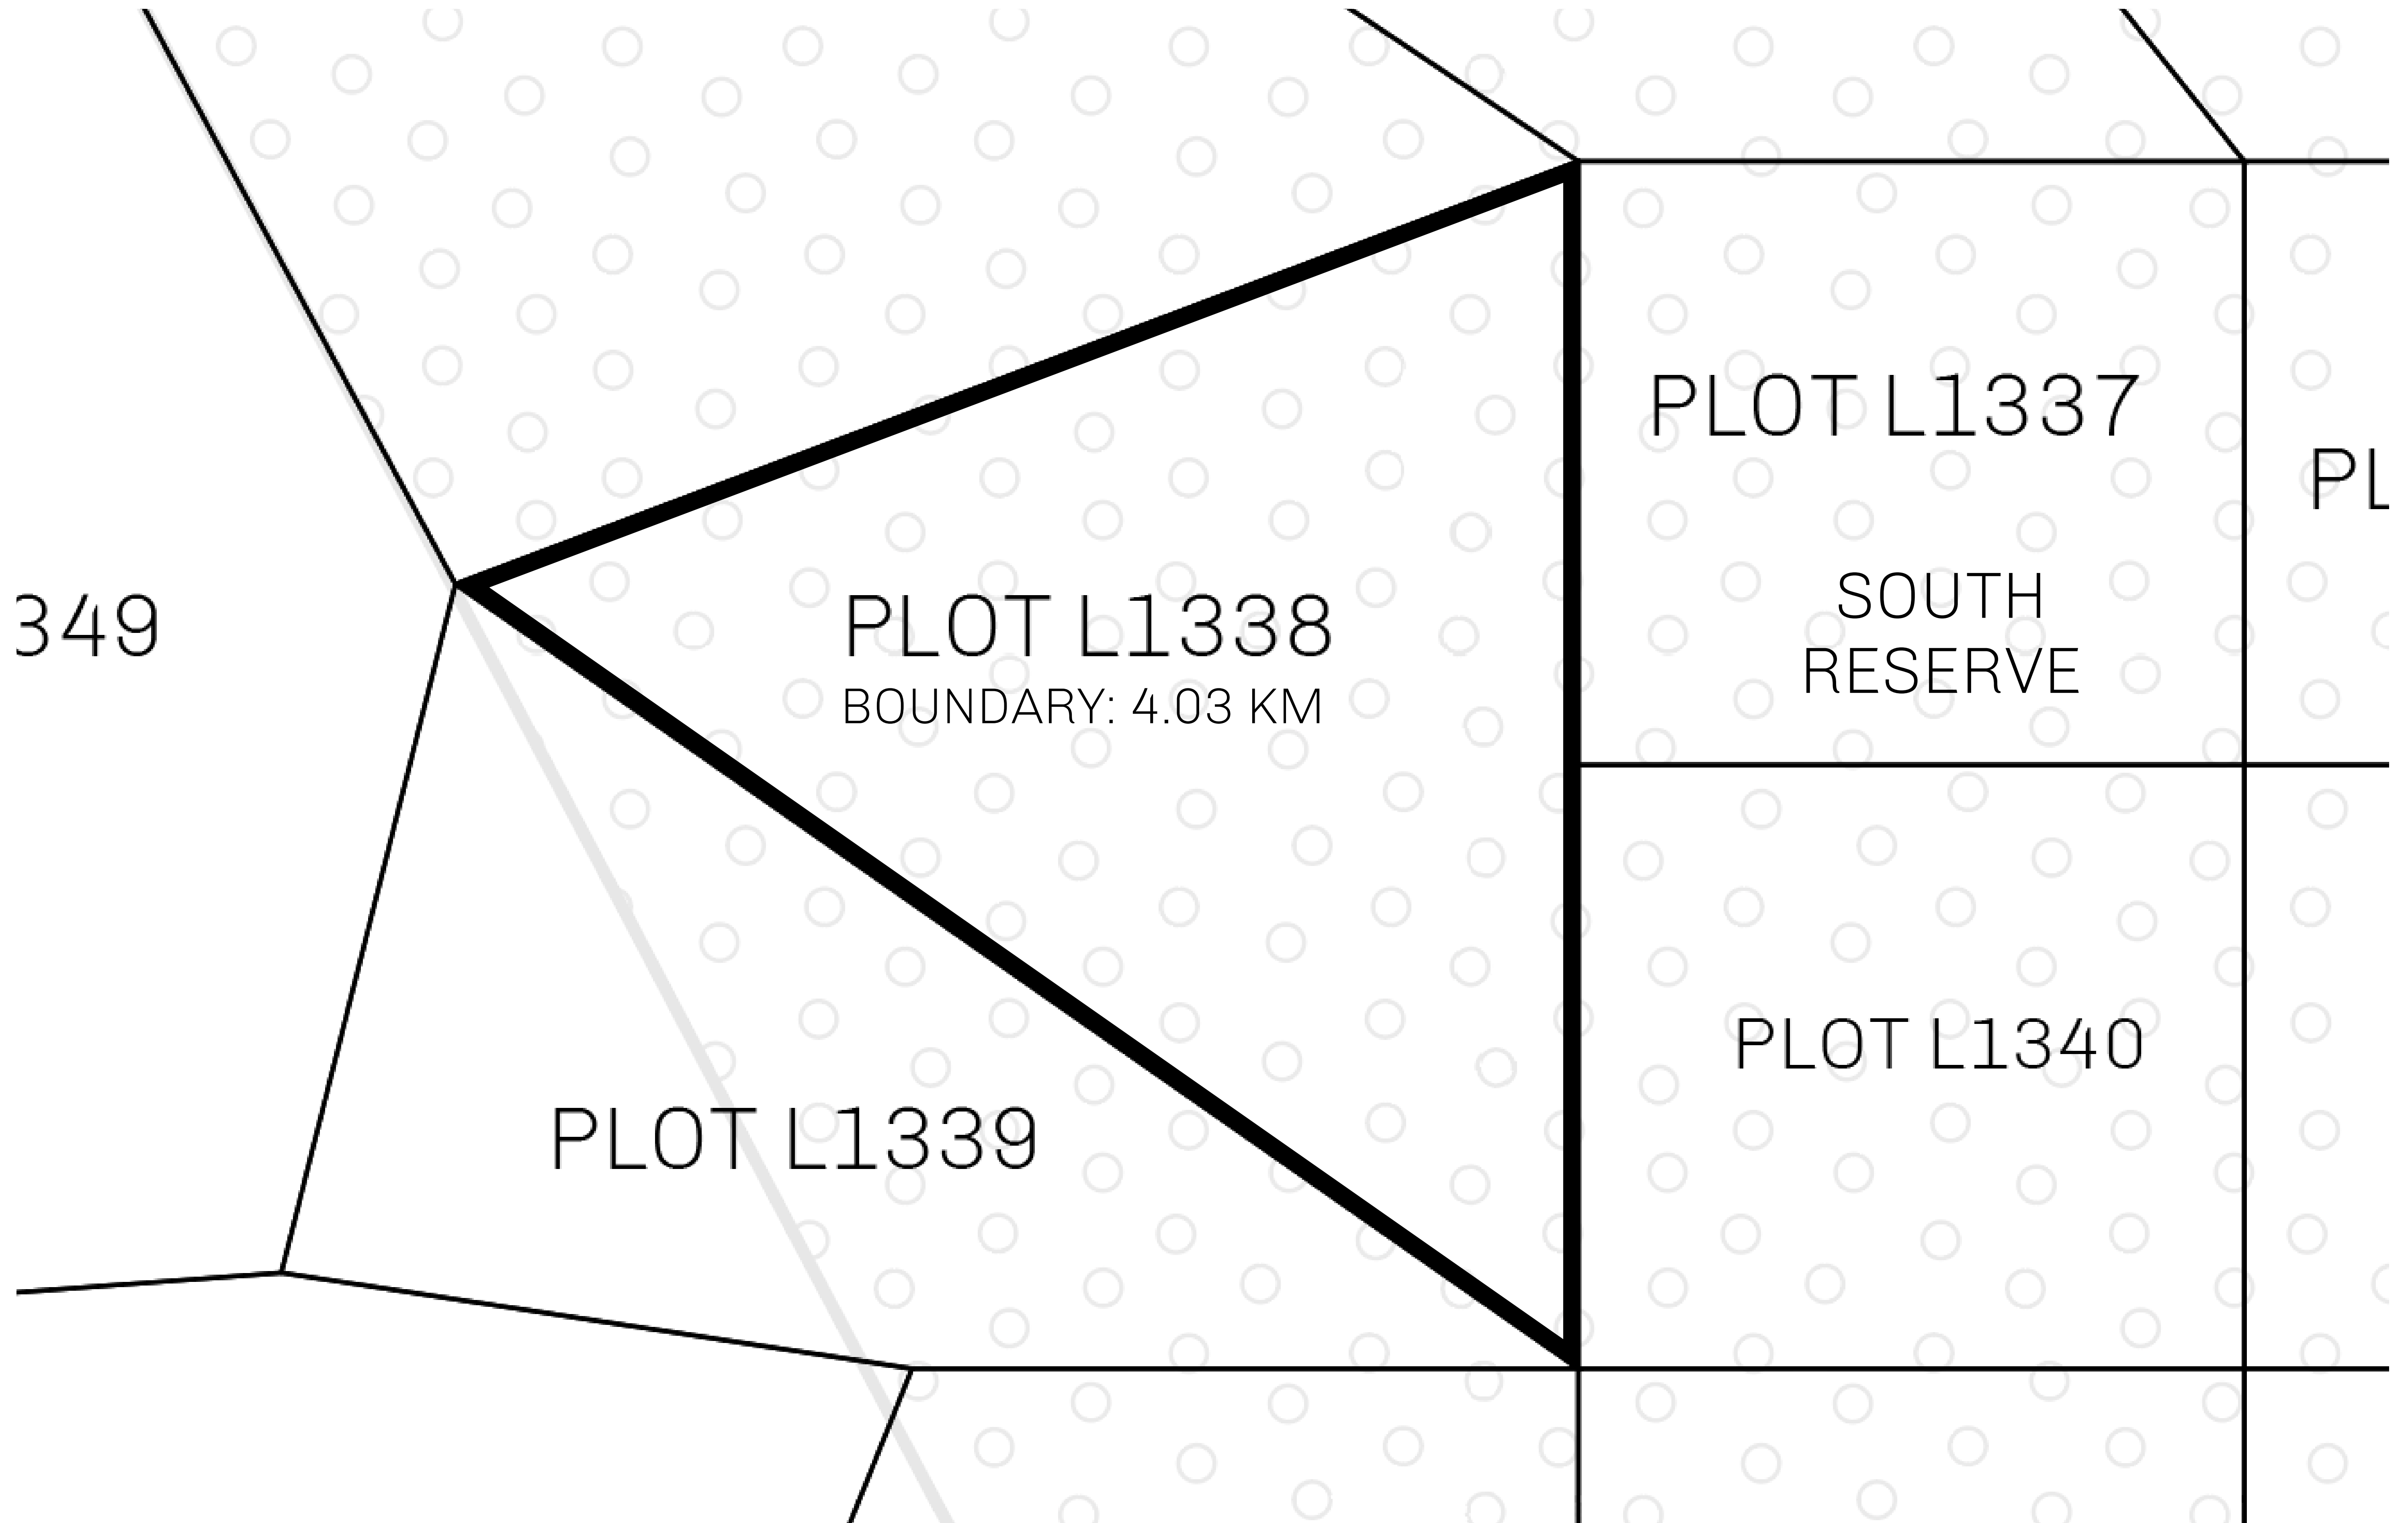 PLOT L1337
PL
SOUTH
RESERVE
349
PLOT L1338
BOUNDARY: 4.03 KM
PLOT L1340
PLOT L1339